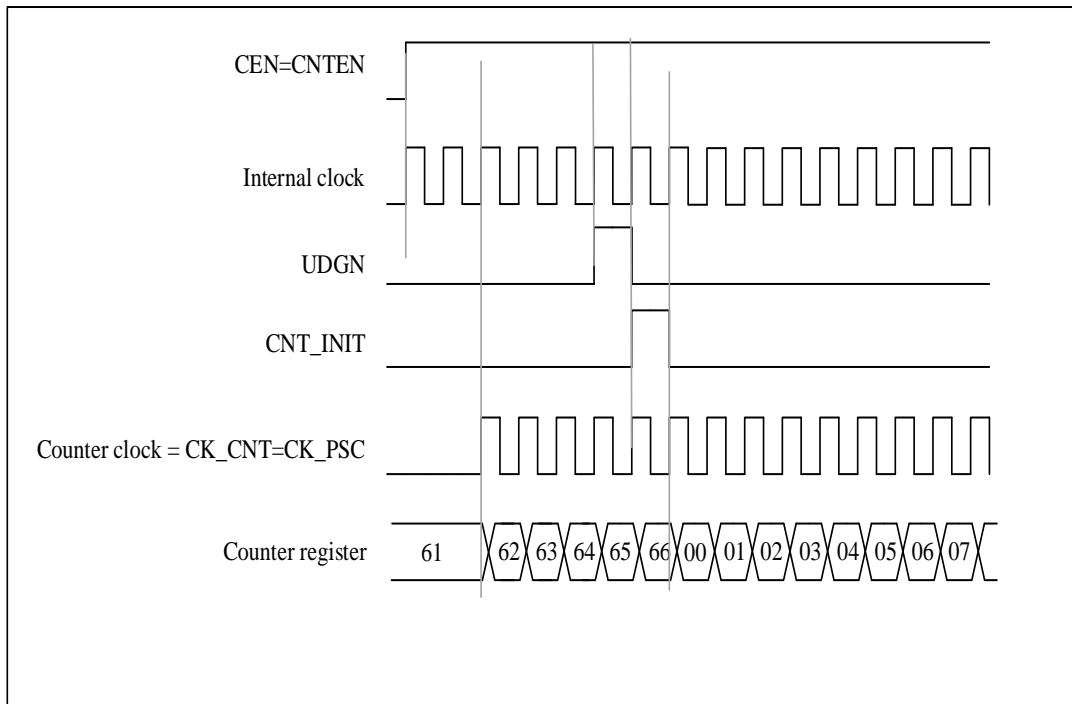 CEN=CNTEN
Internal clock
UDGN
CNT_INIT
Counter clock = CK_CNT=CK_PSC
Counter register 61 62 63 64 65 66 00 01 02 03 04 05 06 07